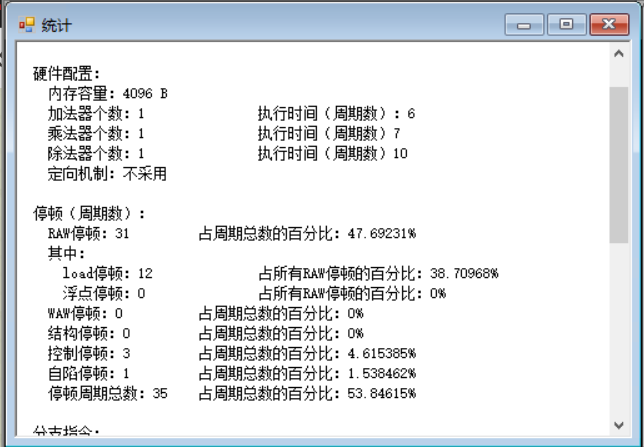 统计
硬件配置：
内存容量：4096 B
加法器个数：1 执行时间（周期数）：6
乘法器个数：1 执行时间（周期数）7
除法器个数：1 执行时间（周期数）10
定向机制：不采用
停顿（周期数）：
RAW停顿：31 占周期总数的百分比：47.69231%
其中：
load停顿：12 占所有RAW停顿的百分比：38.70968%
浮点停顿：0 占所有RAW停顿的百分比：0%
WAW停顿：0 占周期总数的百分比：0%
结构停顿：0 占周期总数的百分比：0%
控制停顿：3 占周期总数的百分比：4.615385%
自陷停顿：1 占周期总数的百分比：1.538462%
停顿周期总数：35 占周期总数的百分比：53.84615%
分支指令：